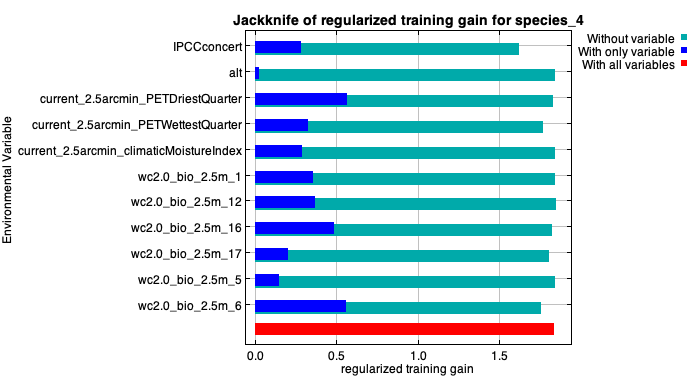 Jackknife of regularized training gain for species_4
Without variable
With only variable
With all variables
Environmental Variable
IPCCconcert
alt
current_2.5arcmin_PETDriestQuarter
current_2.5arcmin_PETWettestQuarter
current_2.5arcmin_climaticMoistureIndex
wc2.0_bio_2.5m_1
wc2.0_bio_2.5m_12
wc2.0_bio_2.5m_16
wc2.0_bio_2.5m_17
wc2.0_bio_2.5m_5
wc2.0_bio_2.5m_6
0.0 0.5 1.0 1.5
regularized training gain